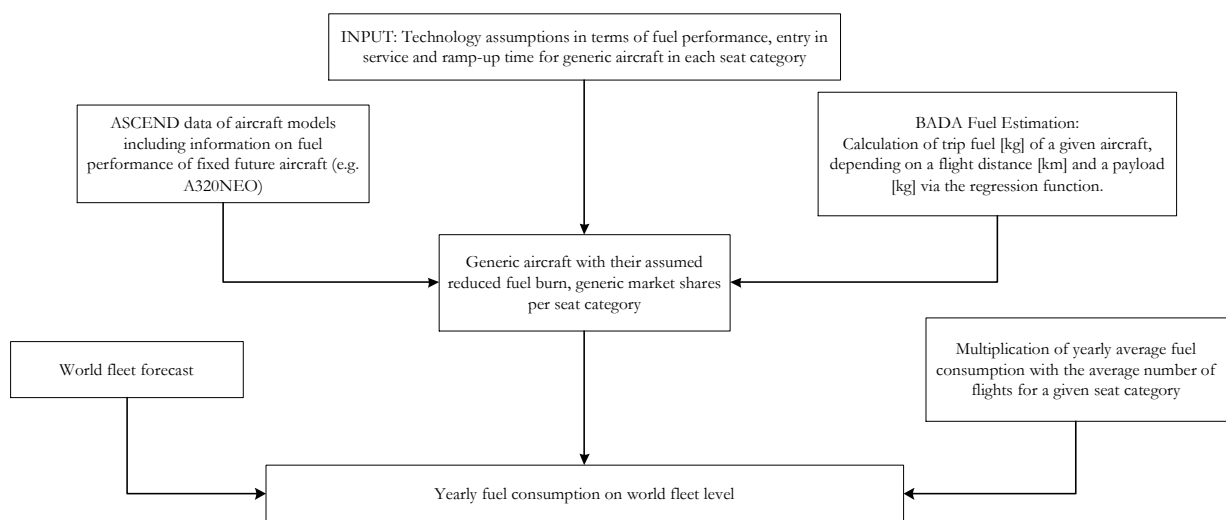 INPUT: Technology assumptions in terms of fuel performance, entry in
service and ramp-up time for generic aircraft in each seat category
ASCEND data of aircraft models
including information on fuel
performance of fixed future aircraft (e.g.
A320NEO)
BADA Fuel Estimation:
Calculation of trip fuel [kg] of a given aircraft,
depending on a flight distance [km] and a payload
[kg] via the regression function.
Generic aircraft with their assumed
reduced fuel burn, generic market shares
per seat category
World fleet forecast
Multiplication of yearly average fuel
consumption with the average number of
flights for a given seat category
Yearly fuel consumption on world fleet level